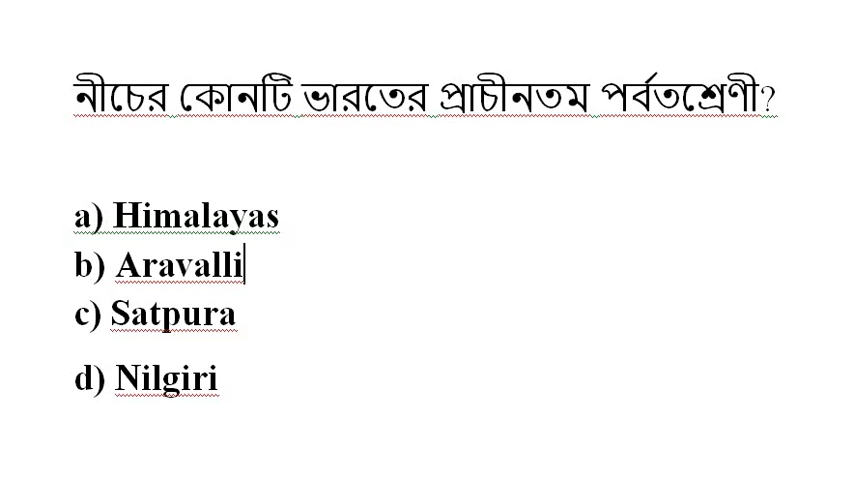 নীচের কোনটি ভারতের প্রাচীনতম পর্বতশ্রেণী?
a) Himalayas
b) Aravalli
c) Satpura
d) Nilgiri